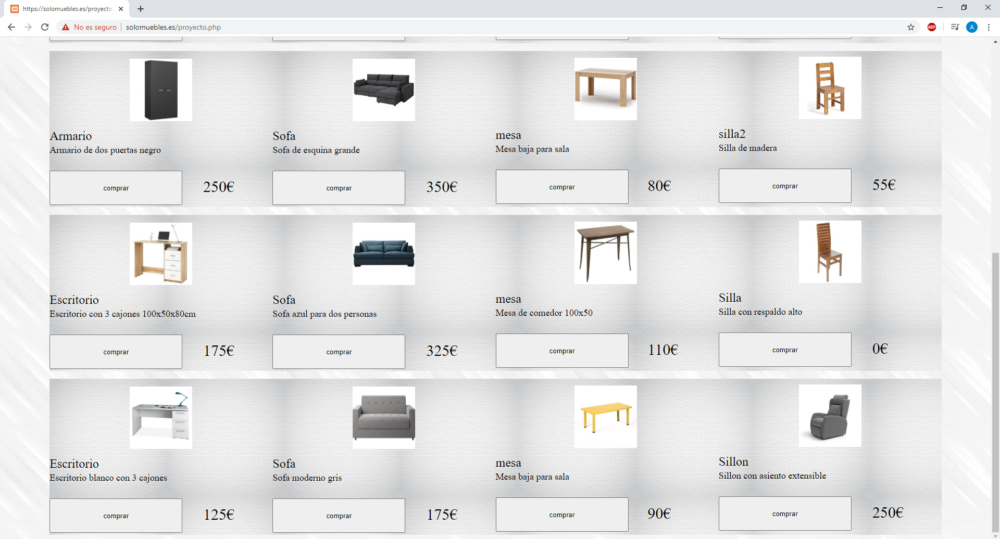 https://solomuebles.es/proyecto.
No es seguro
solomuebles.es/proyecto.php
ABP
A
Armario
Armario de dos puertas negro
comprar 250€
Sofa
Sofa de esquina grande
comprar 350€
mesa
Mesa baja para sala
comprar 80€
silla2
Silla de madera
comprar 55€
Escritorio
Escritorio con 3 cajones 100x50x80cm
comprar 175€
Sofa
Sofa azul para dos personas
comprar 325€
mesa
Mesa de comedor 100x50
comprar 110€
Silla
Silla con respaldo alto
comprar 0€
Escritorio
Escritorio blanco con 3 cajones
comprar 125€
Sofa
Sofa moderno gris
comprar 175€
mesa
Mesa baja para sala
comprar 90€
Sillon
Sillon con asiento extensible
comprar 250€